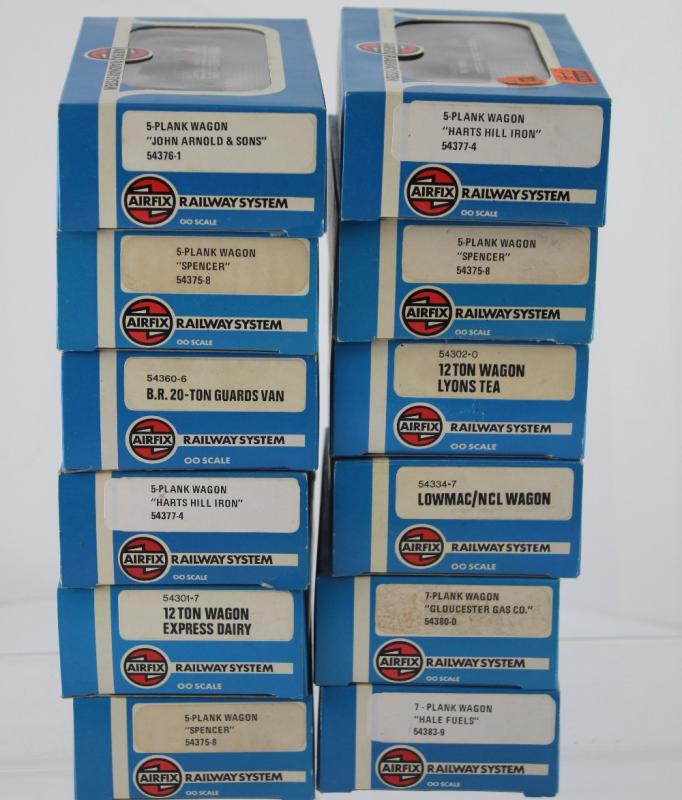 5-PLANK WAGON
"JOHN ARNOLD & SONS"
54376-1
AIRFIX RAILWAY SYSTEM
OO SCALE
5-PLANK WAGON
"SPENCER"
54375-8
AIRFIX RAILWAY SYSTEM
OO SCALE
54360-6
B.R. 20-TON GUARDS VAN
AIRFIX RAILWAY SYSTEM
OO SCALE
5-PLANK WAGON
"HARTS HILL IRON"
54377-4
AIRFIX RAILWAY SYSTEM
OO SCALE
54301-7
12 TON WAGON
EXPRESS DAIRY
AIRFIX RAILWAY SYSTEM
OO SCALE
5-PLANK WAGON
"SPENCER"
54375-8
AIRFIX RAILWAY SYSTEM
5-PLANK WAGON
"HARTS HILL IRON"
54377-4
AIRFIX RAILWAY SYSTEM
OO SCALE
5-PLANK WAGON
"SPENCER"
54375-8
AIRFIX RAILWAY SYSTEM
OO SCALE
54302-0
12 TON WAGON
LYONS TEA
AIRFIX RAILWAY SYSTEM
OO SCALE
54334-7
LOWMAC/NCL WAGON
AIRFIX RAILWAY SYSTEM
OO SCALE
7-PLANK WAGON
"GLOUCESTER GAS CO."
54380-0
AIRFIX RAILWAY SYSTEM
OO SCALE
7-PLANK WAGON
"HALE FUELS"
54383-9
AIRFIX RAILWAY SYSTEM
OO SCALE